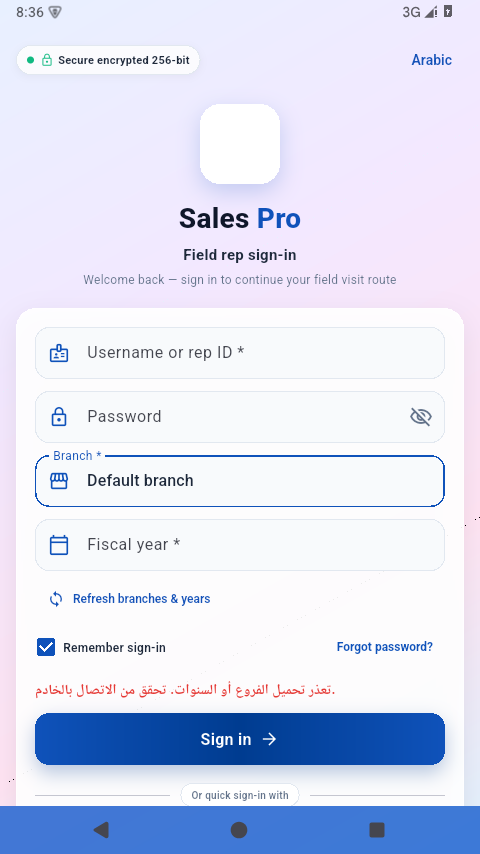 8:36
3G
Secure encrypted 256-bit
Arabic
Sales Pro
Field rep sign-in
Welcome back — sign in to continue your field visit route
Username or rep ID *
Password
Branch *
Default branch
Fiscal year *
Refresh branches & years
Remember sign-in
Forgot password?
تعذر تحميل الفروع أو السنوات. تحقق من الاتصال بالخادم.
Sign in
Or quick sign-in with